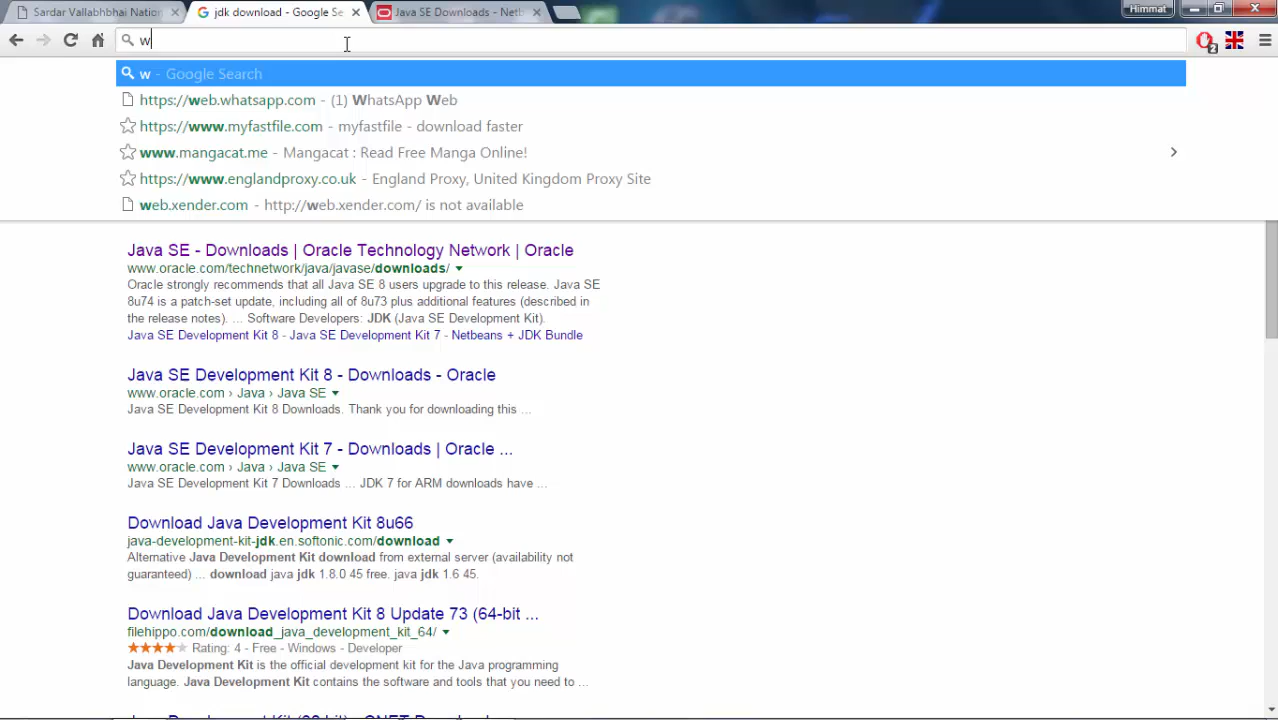 Sardar Vallabhbhai Nation
jdk download - Google Se
Java SE Downloads - Netb
Himmat
w
2
w - Google Search
https://web.whatsapp.com - (1) WhatsApp Web
https://www.myfastfile.com - myfastfile - download faster
www.mangacat.me - Mangacat : Read Free Manga Online!
https://www.englandproxy.co.uk - England Proxy, United Kingdom Proxy Site
web.xender.com - http://web.xender.com/ is not available
Java SE - Downloads | Oracle Technology Network | Oracle
www.oracle.com/technetwork/java/javase/downloads/
Oracle strongly recommends that all Java SE 8 users upgrade to this release. Java SE
8u74 is a patch-set update, including all of 8u73 plus additional features (described in
the release notes). ... Software Developers: JDK (Java SE Development Kit).
Java SE Development Kit 8 - Java SE Development Kit 7 - Netbeans + JDK Bundle
Java SE Development Kit 8 - Downloads - Oracle
www.oracle.com › Java › Java SE
Java SE Development Kit 8 Downloads. Thank you for downloading this ...
Java SE Development Kit 7 - Downloads | Oracle ...
www.oracle.com › Java › Java SE
Java SE Development Kit 7 Downloads ... JDK 7 for ARM downloads have ...
Download Java Development Kit 8u66
java-development-kit-jdk.en.softonic.com/download
Alternative Java Development Kit download from external server (availability not
guaranteed) ... download java jdk 1.8.0 45 free. java jdk 1.6 45.
Download Java Development Kit 8 Update 73 (64-bit ...
filehippo.com/download_java_development_kit_64/
Rating: 4 - Free - Windows - Developer
Java Development Kit is the official development kit for the Java programming
language. Java Development Kit contains the software and tools that you need to ...